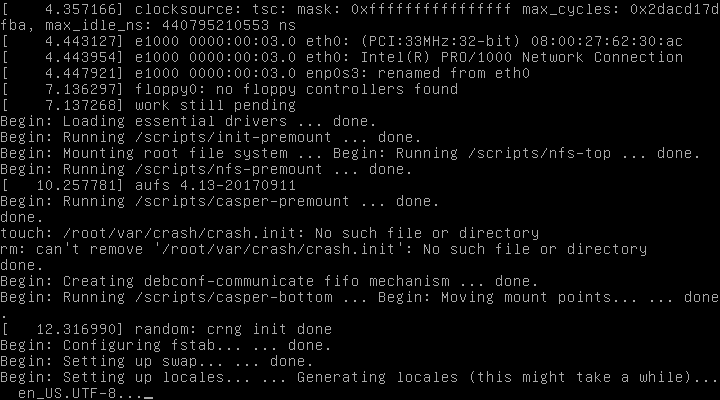 [    4.357166] clocksource: tsc: mask: 0xffffffffffffffff max_cycles: 0x2dacd17d
fba, max_idle_ns: 440795210553 ns
[    4.443127] e1000 0000:00:03.0 eth0: (PCI:33MHz:32-bit) 08:00:27:62:30:ac
[    4.443954] e1000 0000:00:03.0 eth0: Intel(R) PRO/1000 Network Connection
[    4.447921] e1000 0000:00:03.0 enp0s3: renamed from eth0
[    7.136297] floppy0: no floppy controllers found
[    7.137268] work still pending
Begin: Loading essential drivers ... done.
Begin: Running /scripts/init-premount ... done.
Begin: Mounting root file system ... Begin: Running /scripts/nfs-top ... done.
Begin: Running /scripts/nfs-premount ... done.
[   10.257781] aufs 4.13-20170911
Begin: Running /scripts/casper-premount ... done.
done.
touch: /root/var/crash/crash.init: No such file or directory
rm: can't remove '/root/var/crash/crash.init': No such file or directory
done.
Begin: Creating debconf-communicate fifo mechanism ... done.
Begin: Running /scripts/casper-bottom ... Begin: Moving mount points... ... done
.
[   12.316990] random: crng init done
Begin: Configuring fstab... ... done.
Begin: Setting up swap... ... done.
Begin: Setting up locales... ... Generating locales (this might take a while)...
  en_US.UTF-8..._